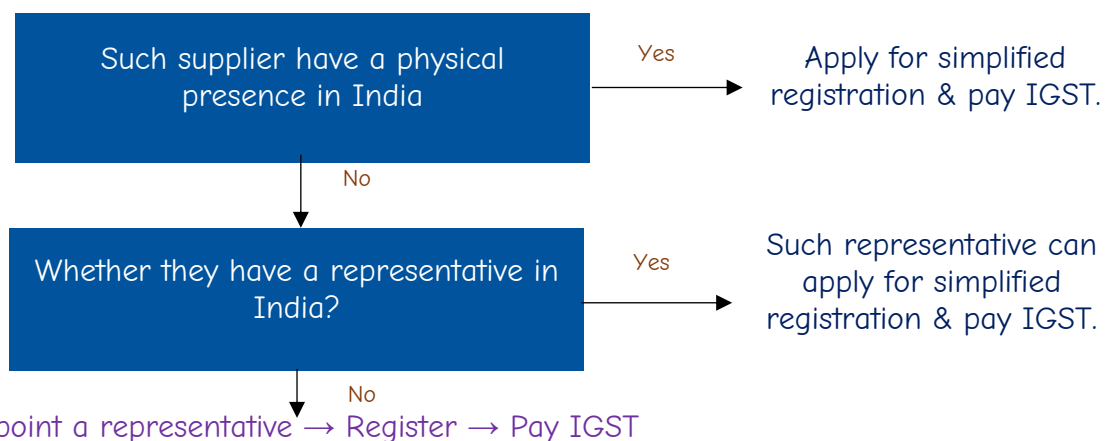 Such supplier have a physical
presence in India
Yes
Apply for simplified
registration & pay IGST.
No
Whether they have a representative in
India?
Yes
Such representative can
apply for simplified
registration & pay IGST.
No
point a representative → Register → Pay IGST